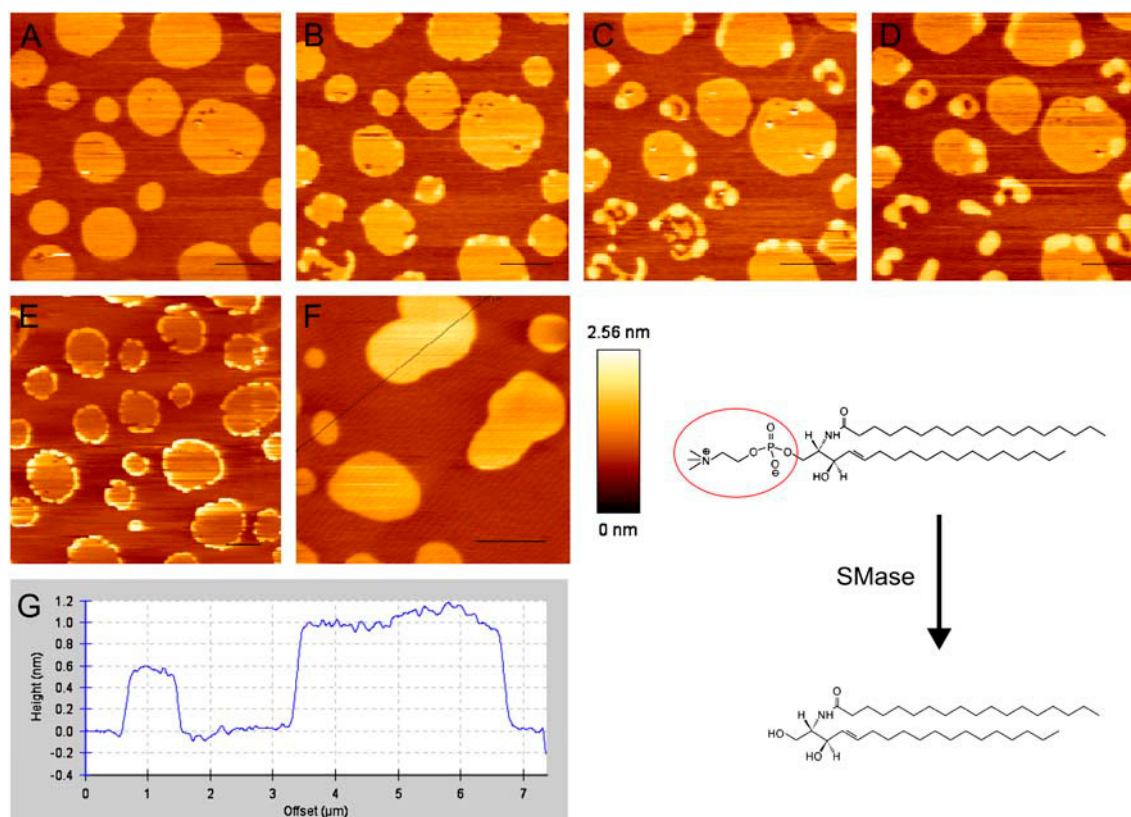 A
B
C
D
E
F
2.56 nm
0 nm
O
NH
H
O
O
P
O
O
⊖
N
⊕
HO
H
SMase
G
1.2
1.0
0.8
0.6
0.4
0.2
0.0
-0.2
-0.4
Height (nm)
0 1 2 3 4 5 6 7
Offset (µm)
O
H
NH
HO
HO
H